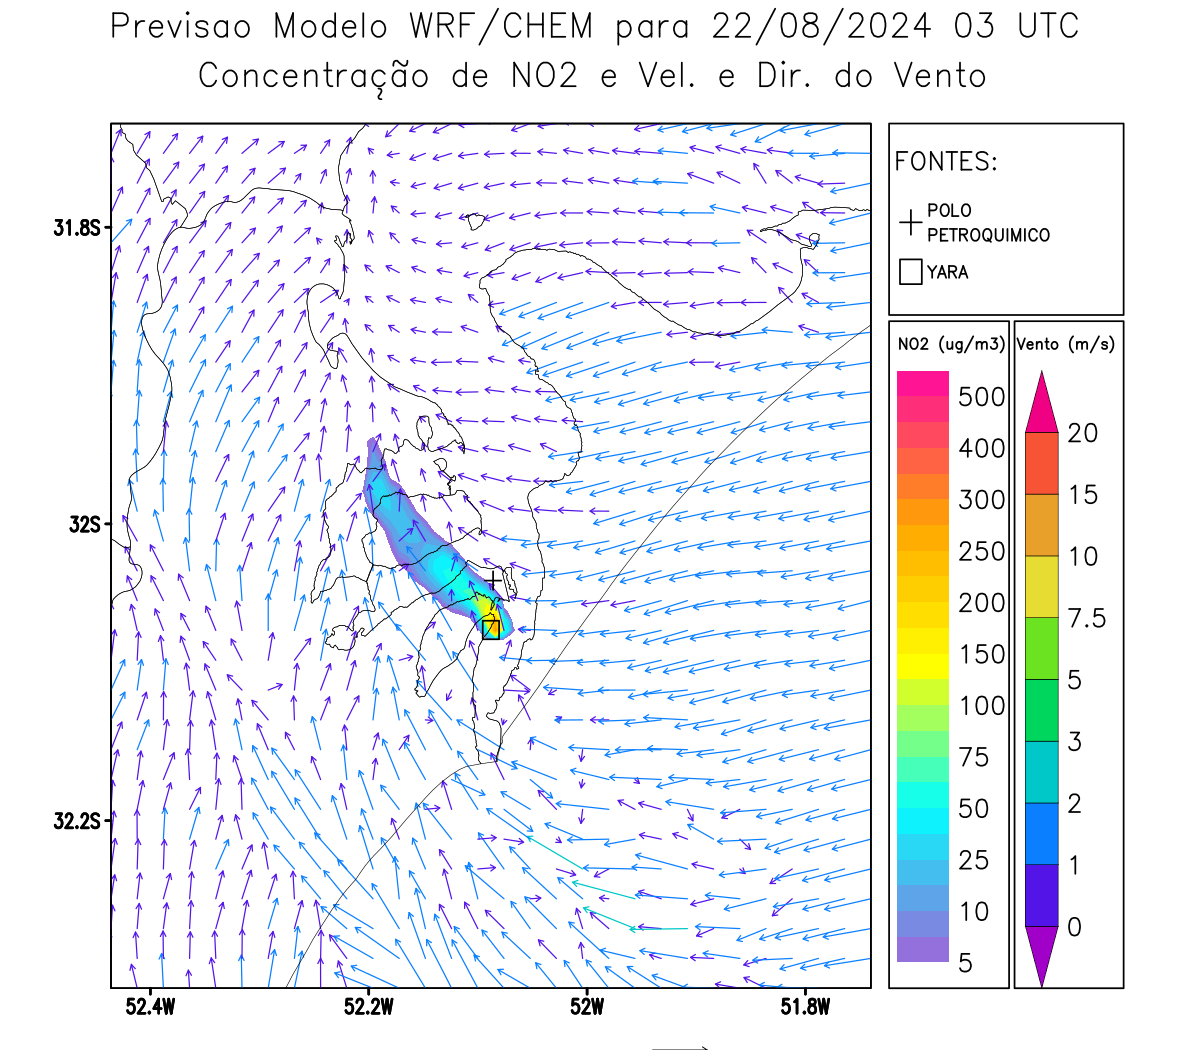 Previsao Modelo WRF/CHEM para 22/08/2024 03 UTC
Concentração de NO2 e Vel. e Dir. do Vento
FONTES:
POLO
PETROQUIMICO
YARA
NO2 (ug/m3)
500
400
300
250
200
150
100
75
50
25
10
5
Vento (m/s)
20
15
10
7.5
5
3
2
1
0
31.8S
32S
32.2S
52.4W
52.2W
52W
51.8W